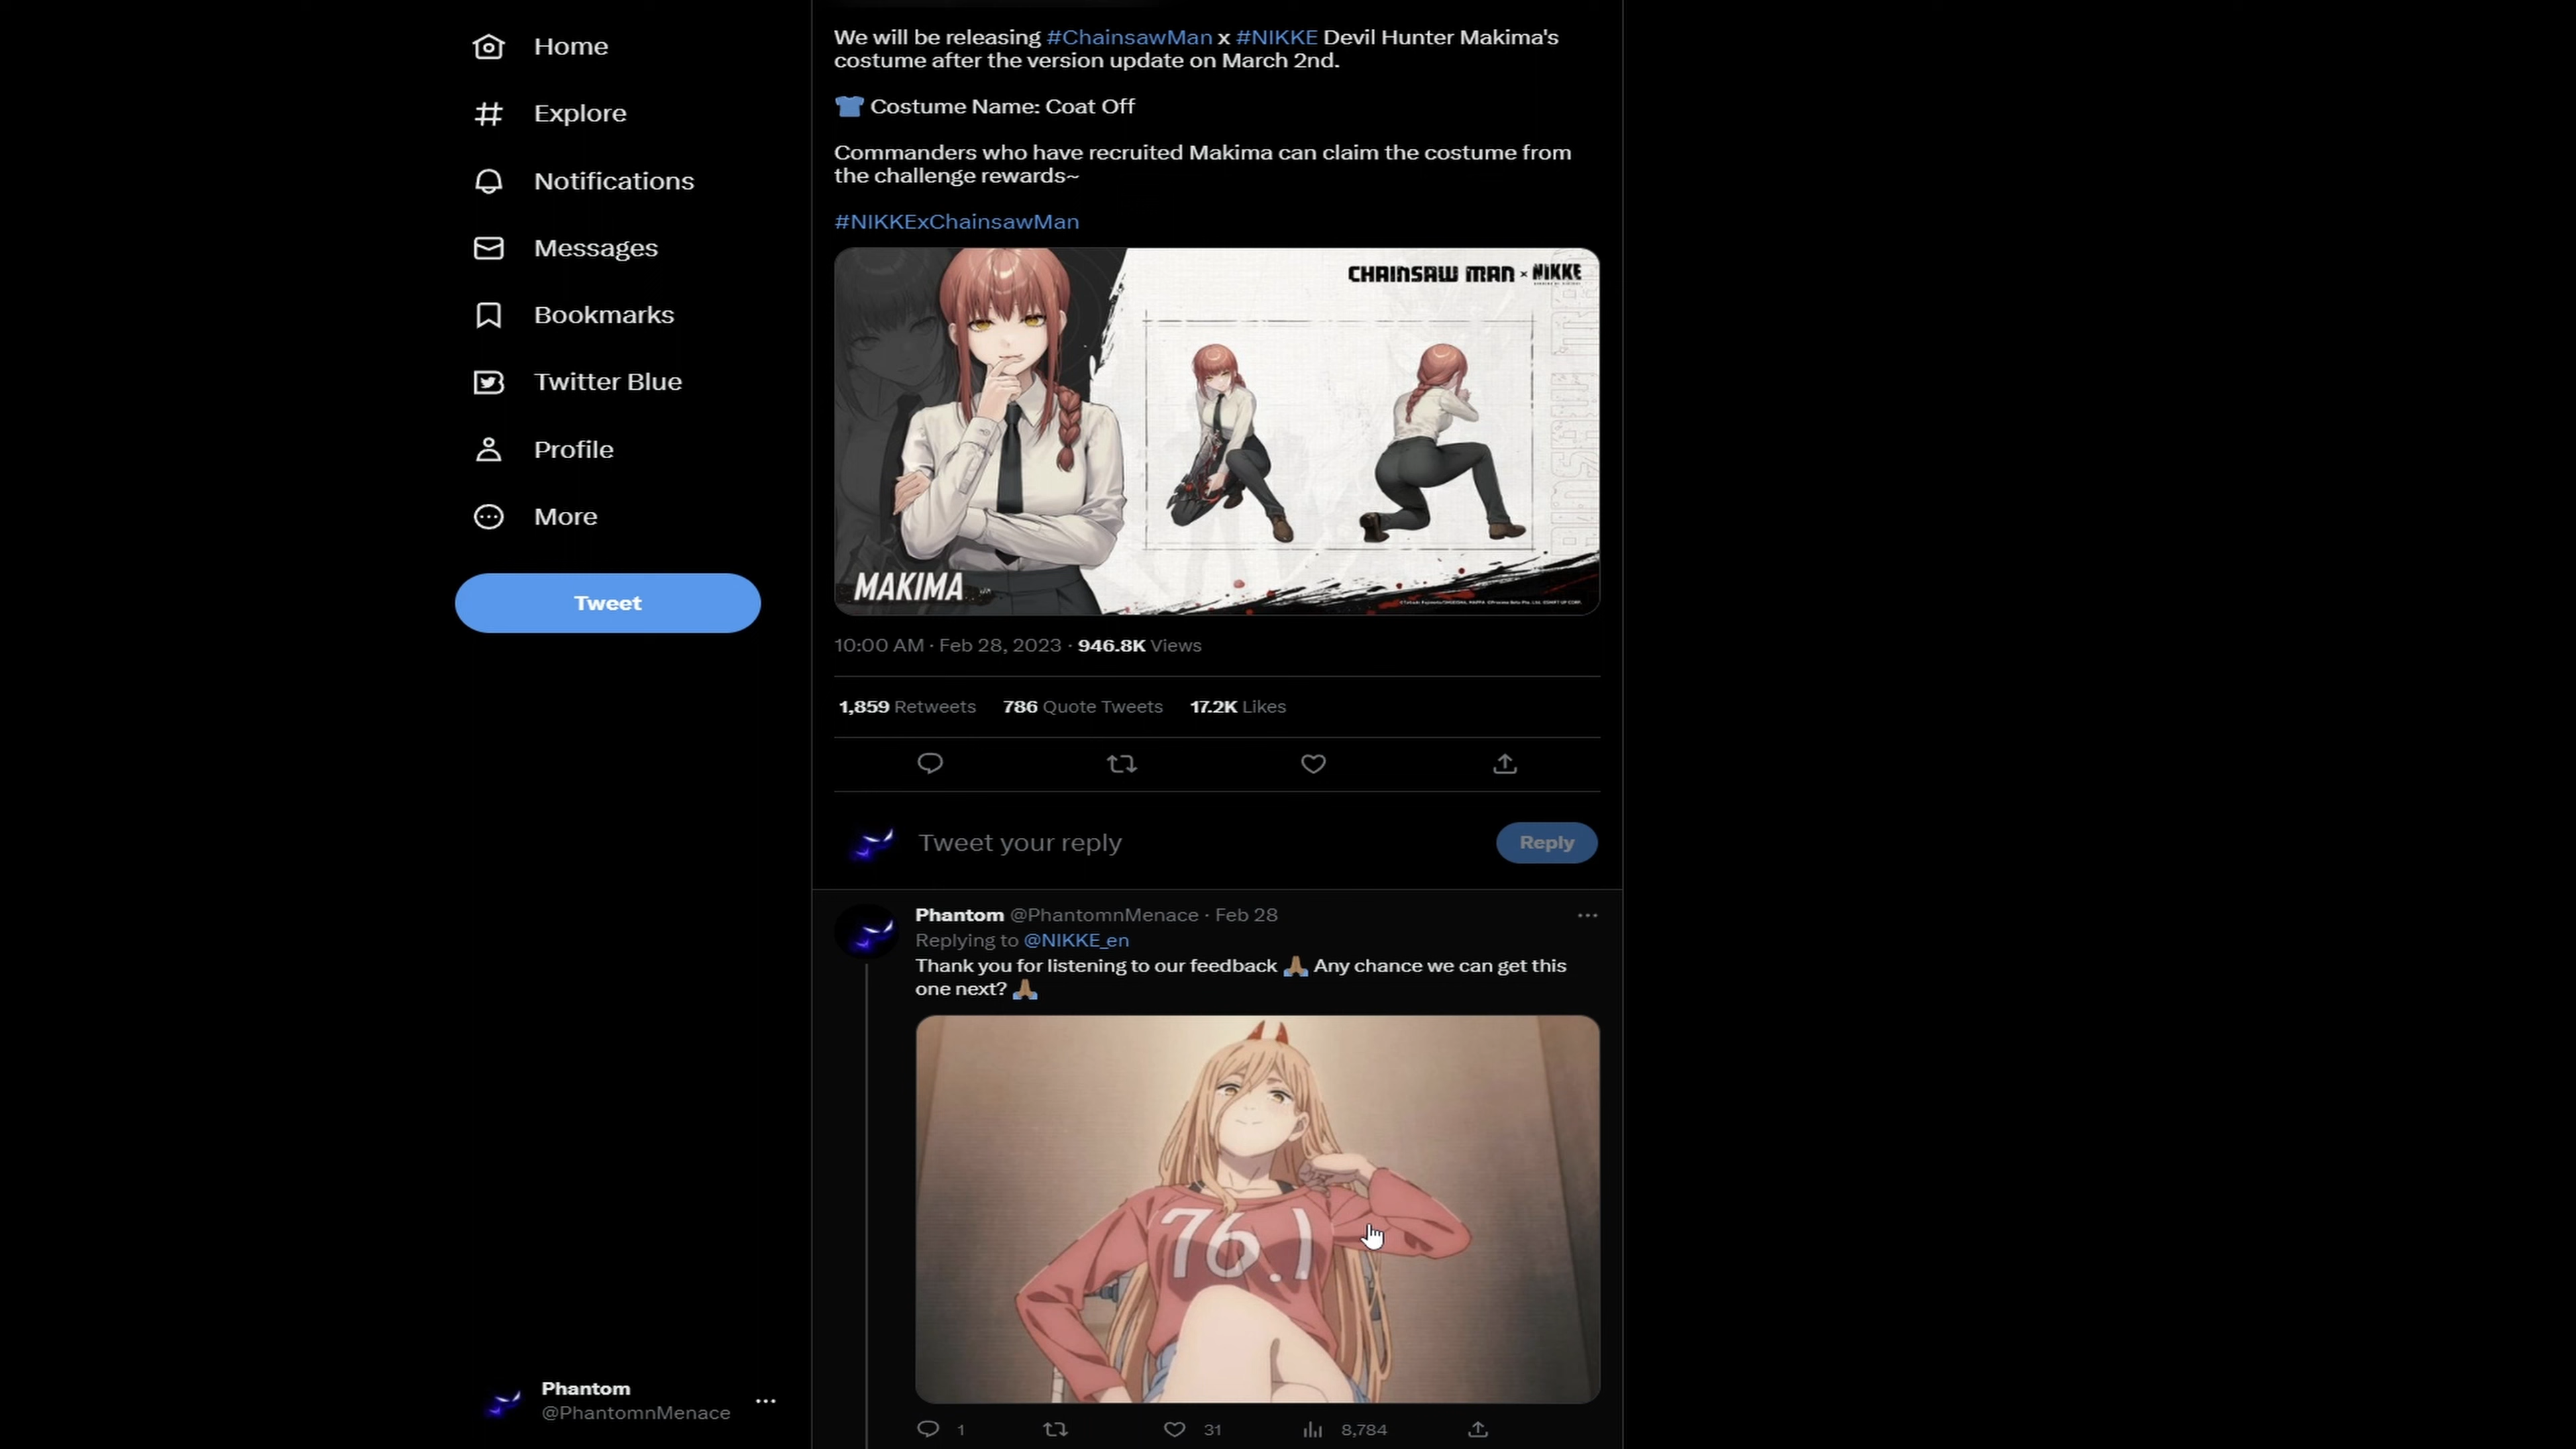 Home
Explore
Notifications
Messages
Bookmarks
Twitter Blue
Profile
More
Tweet
Phantom
@PhantomnMenace
We will be releasing #ChainsawMan x #NIKKE Devil Hunter Makima's
costume after the version update on March 2nd.
Costume Name: Coat Off
Commanders who have recruited Makima can claim the costume from
the challenge rewards~
#NIKKExChainsawMan
CHAINSAW MAN × NIKKE
MAKIMA
10:00 AM · Feb 28, 2023 · 946.8K Views
1,859 Retweets 786 Quote Tweets 17.2K Likes
Tweet your reply
Reply
Phantom @PhantomnMenace · Feb 28
Replying to @NIKKE_en
Thank you for listening to our feedback 🙏🏽 Any chance we can get this
one next? 🙏🏽
76.1
1 31 8,784